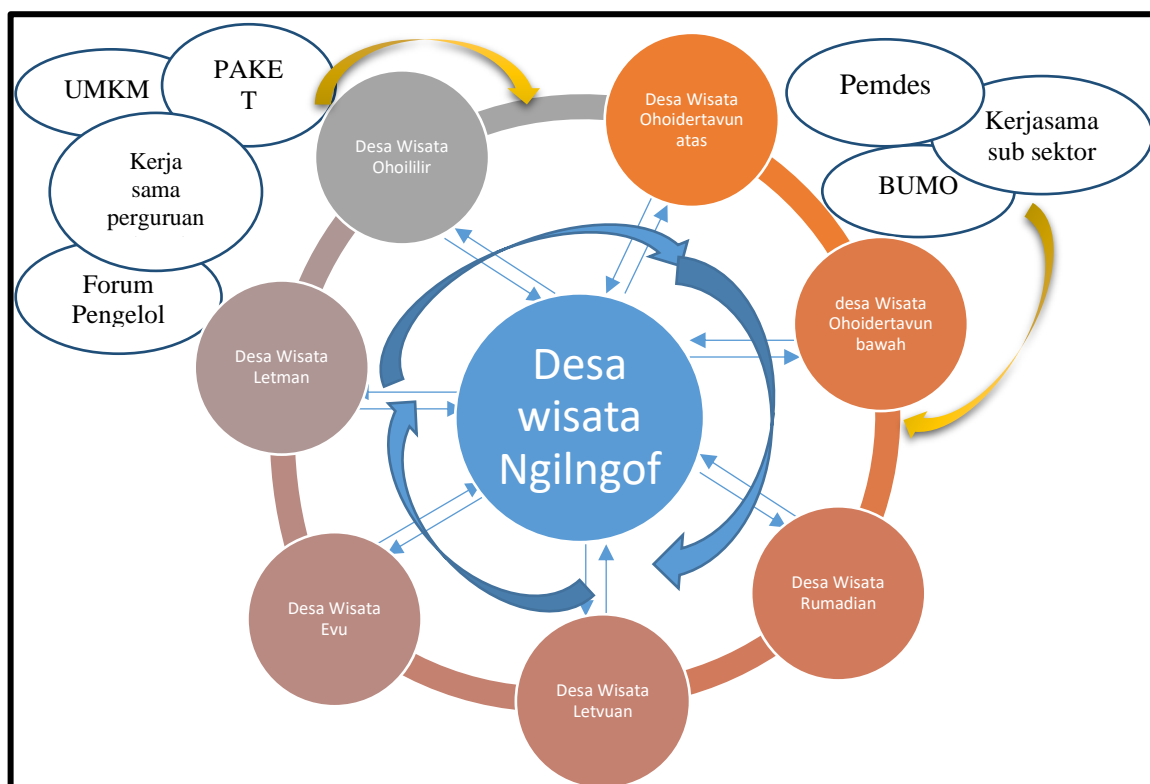 UMKM
PAKE
T
Kerja
sama
perguruan
Forum
Pengelol
Desa Wisata
Ohoililir
Desa Wisata
Ohoidertavun
atas
Pemdes
Kerjasama
sub sektor
BUMO
desa Wisata
Ohoidertavun
bawah
Desa Wisata
Letman
Desa
wisata
Ngilngof
Desa Wisata
Rumadian
Desa Wisata
Evu
Desa Wisata
Letvuan